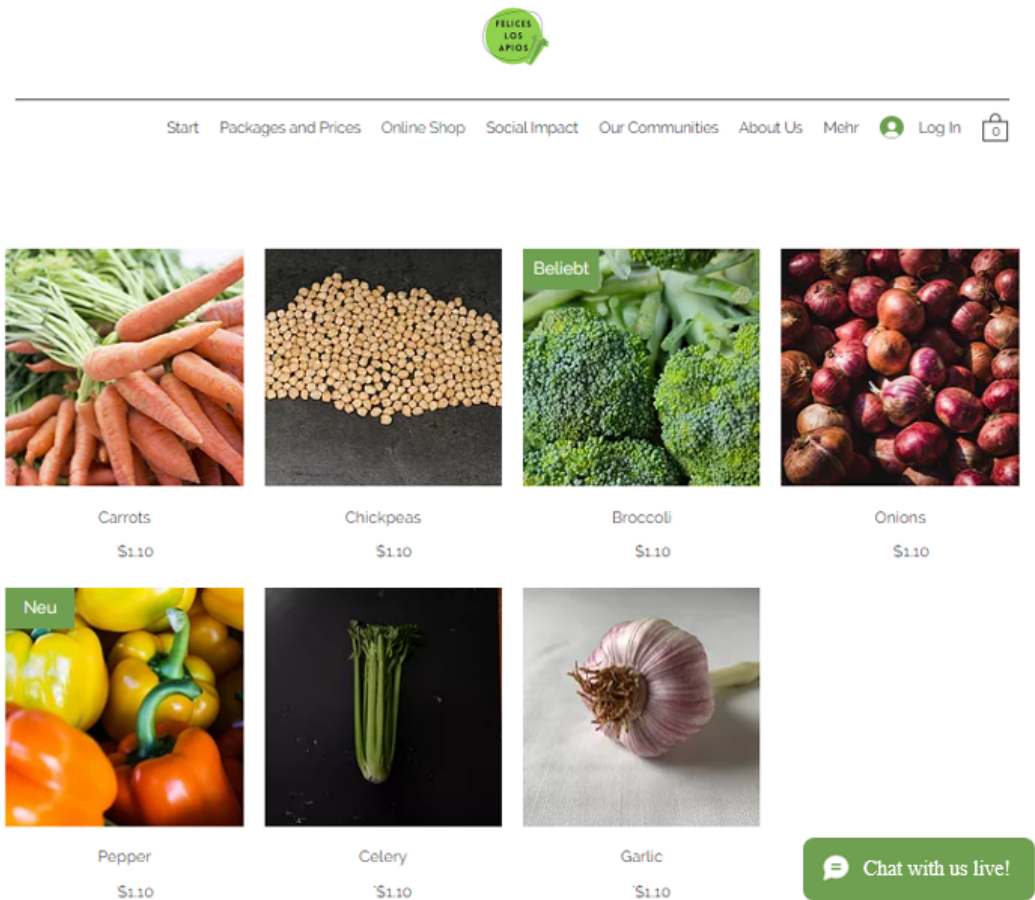 FELICES
LOS
APIOS
Start Packages and Prices Online Shop Social Impact Our Communities About Us Mehr Log In 0
Beliebt
Carrots Chickpeas Broccoli Onions
$1.10 $1.10 $1.10 $1.10
Neu
Pepper Celery Garlic
$1.10 $1.10 $1.10
Chat with us live!